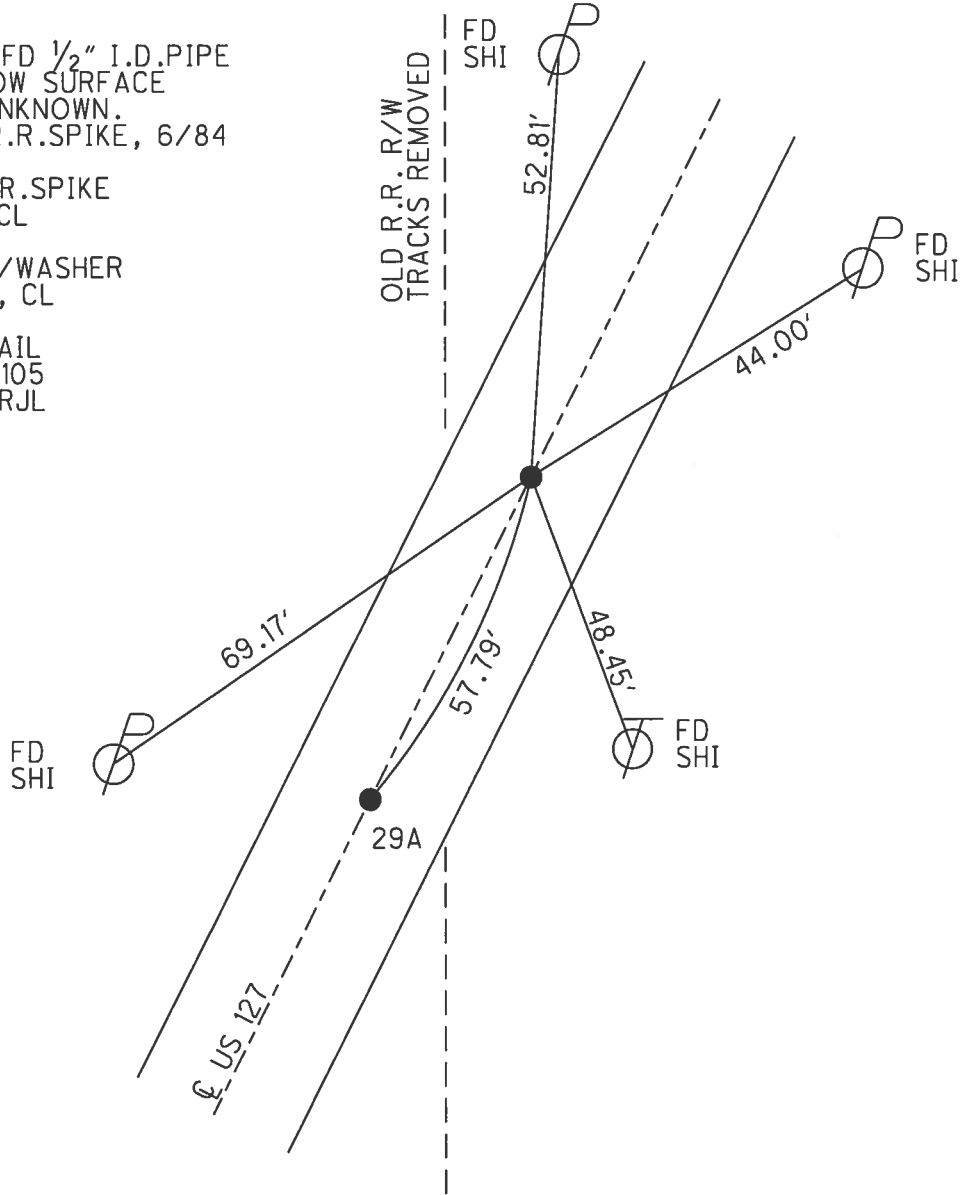 FD ½" I.D.PIPE
OW SURFACE
NKNOWN.
.R.SPIKE, 6/84
R.SPIKE
CL
/WASHER
, CL
AIL
105
RJL
OLD R.R. R/W
TRACKS REMOVED
FD
SHI
52.81'
FD
SHI
44.00'
69.17'
57.79'
48.45'
FD
SHI
FD
SHI
29A
℄ US 127